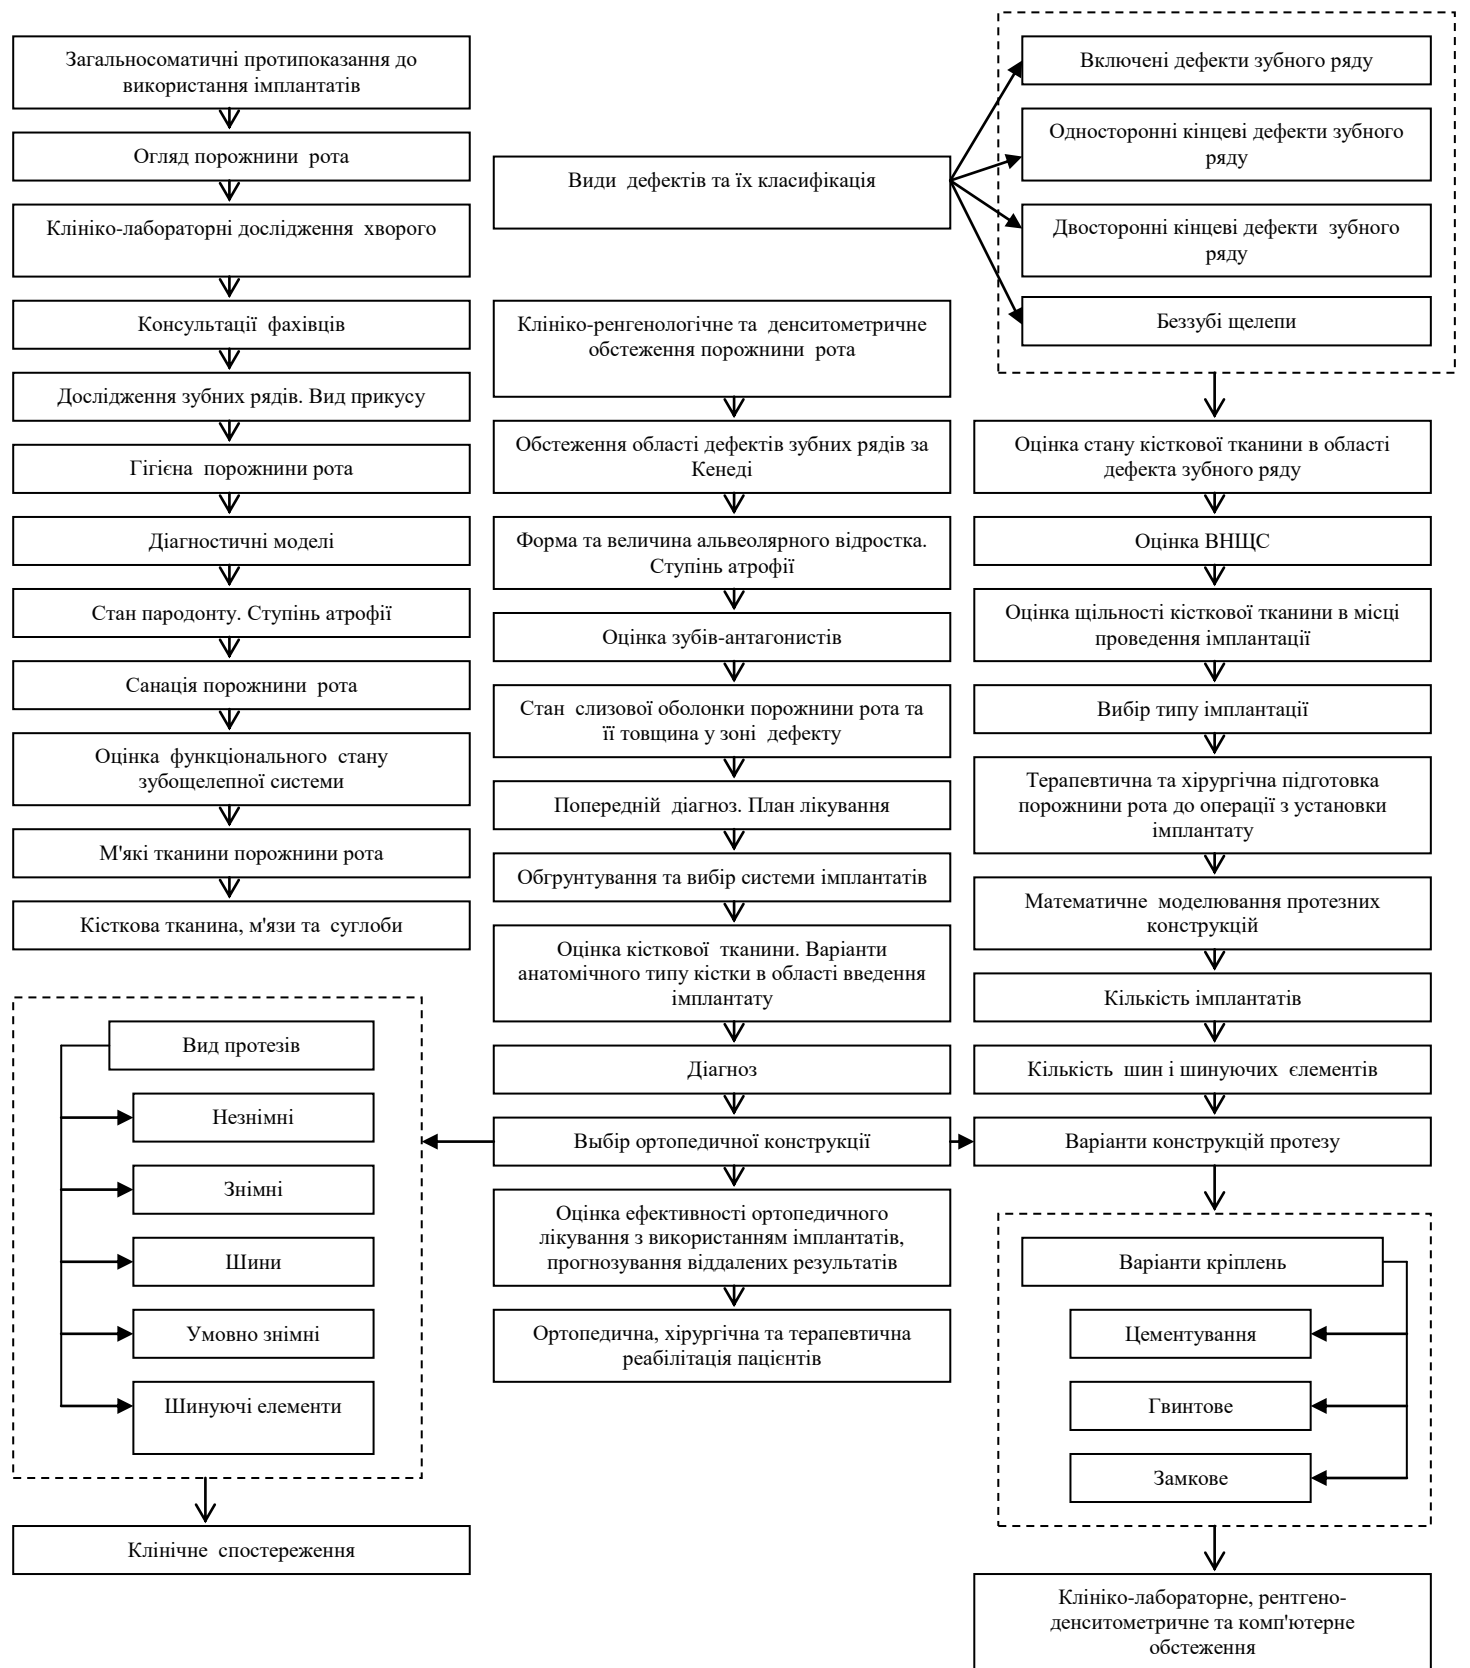 Загальносоматичні протипоказання до
використання імплантатів
Огляд порожнини рота
Клініко-лабораторні дослідження хворого
Консультації фахівців
Дослідження зубних рядів. Вид прикусу
Гігієна порожнини рота
Діагностичні моделі
Стан пародонту. Ступінь атрофії
Санація порожнини рота
Оцінка функціонального стану
зубощелепної системи
М'які тканини порожнини рота
Кісткова тканина, м'язи та суглоби
Вид протезів
Незнімні
Знімні
Шини
Умовно знімні
Шинуючі елементи
Клінічне спостереження
Види дефектів та їх класифікація
Клініко-ренгенологічне та денситометричне
обстеження порожнини рота
Обстеження області дефектів зубних рядів за
Кенеді
Форма та величина альвеолярного відростка.
Ступінь атрофії
Оцінка зубів-антагонистів
Стан слизової оболонки порожнини рота та
її товщина у зоні дефекту
Попередній діагноз. План лікування
Обгрунтування та вибір системи імплантатів
Оцінка кісткової тканини. Варіанти
анатомічного типу кістки в області введення
імплантату
Діагноз
Выбір ортопедичної конструкції
Оцінка ефективності ортопедичного
лікування з використанням імплантатів,
прогнозування віддалених результатів
Ортопедична, хірургічна та терапевтична
реабілітація пацієнтів
Включені дефекти зубного ряду
Односторонні кінцеві дефекти зубного
ряду
Двосторонні кінцеві дефекти зубного
ряду
Беззубі щелепи
Оцінка стану кісткової тканини в області
дефекта зубного ряду
Оцінка ВНЩС
Оцінка щільності кісткової тканини в місці
проведення імплантації
Вибір типу імплантації
Терапевтична та хірургічна підготовка
порожнини рота до операції з установки
імплантату
Математичне моделювання протезних
конструкцій
Кількість імплантатів
Кількість шин і шинуючих єлементів
Варіанти конструкцій протезу
Варіанти кріплень
Цементування
Гвинтове
Замкове
Клініко-лабораторне, рентгено-
денситометричне та комп'ютерне
обстеження